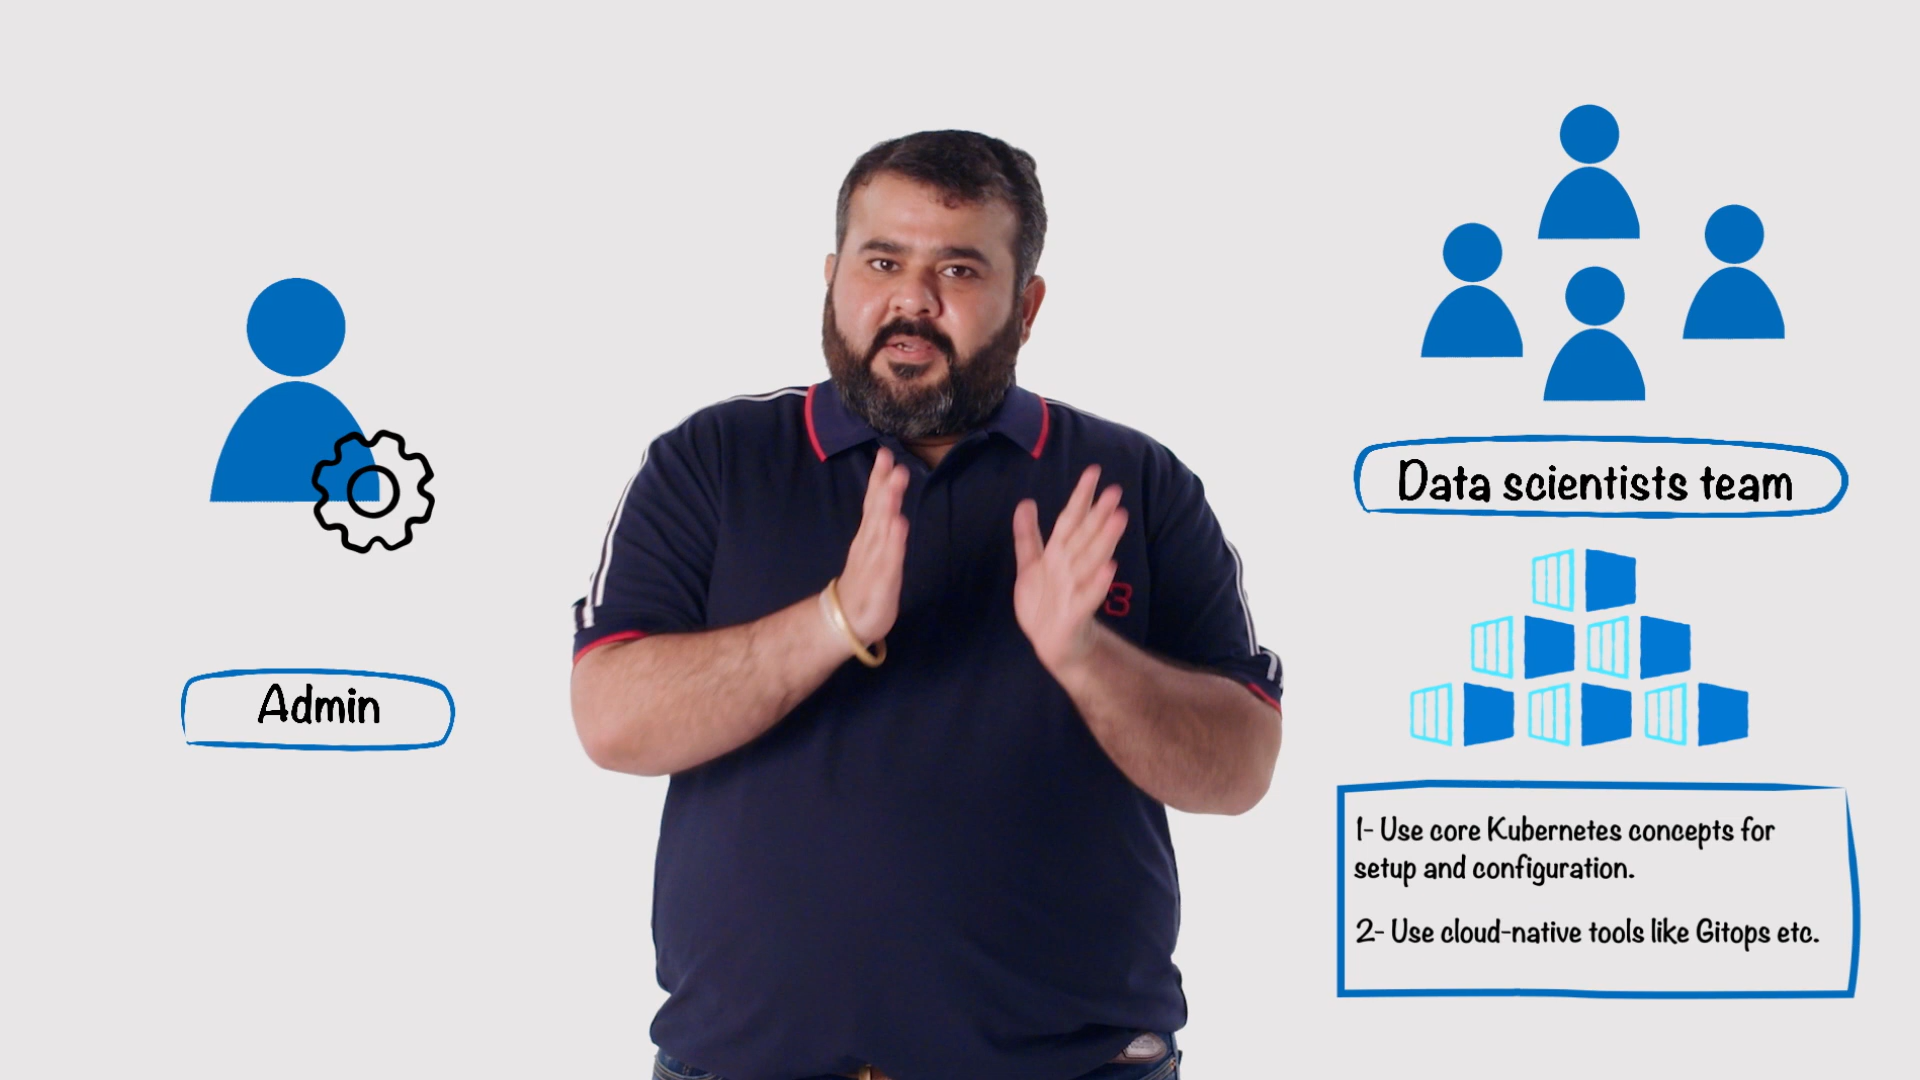 Admin
Data scientists team
1- Use core Kubernetes concepts for
setup and configuration.
2- Use cloud-native tools like Gitops etc.
3